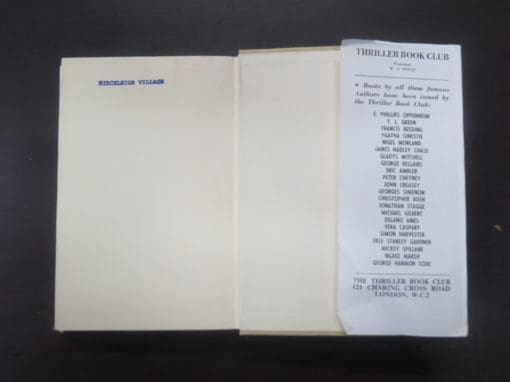 BIRCHLEIGH VILLAGE
THRILLER BOOK CLUB
President:
W. A. FOYLE
Books by all these famous
Authors have been issued by
the Thriller Book Club:
E. PHILLIPS OPPENHEIM
F. L. GREEN
FRANCIS BEEDING
AGATHA CHRISTIE
NIGEL MORLAND
JAMES HADLEY CHASE
GLADYS MITCHELL
GEORGE BELLAIRS
ERIC AMBLER
PETER CHEYNEY
JOHN CREASEY
GEORGES SIMENON
CHRISTOPHER BUSH
JONATHAN STAGGE
MICHAEL GILBERT
DELANO AMES
VERA CASPARY
SIMON HARVESTER
ERLE STANLEY GARDNER
MICKEY SPILLANE
NGAIO MARSH
GEORGE HARMON COXE
THE THRILLER BOOK CLUB
121 CHARING CROSS ROAD
LONDON, W.C.2